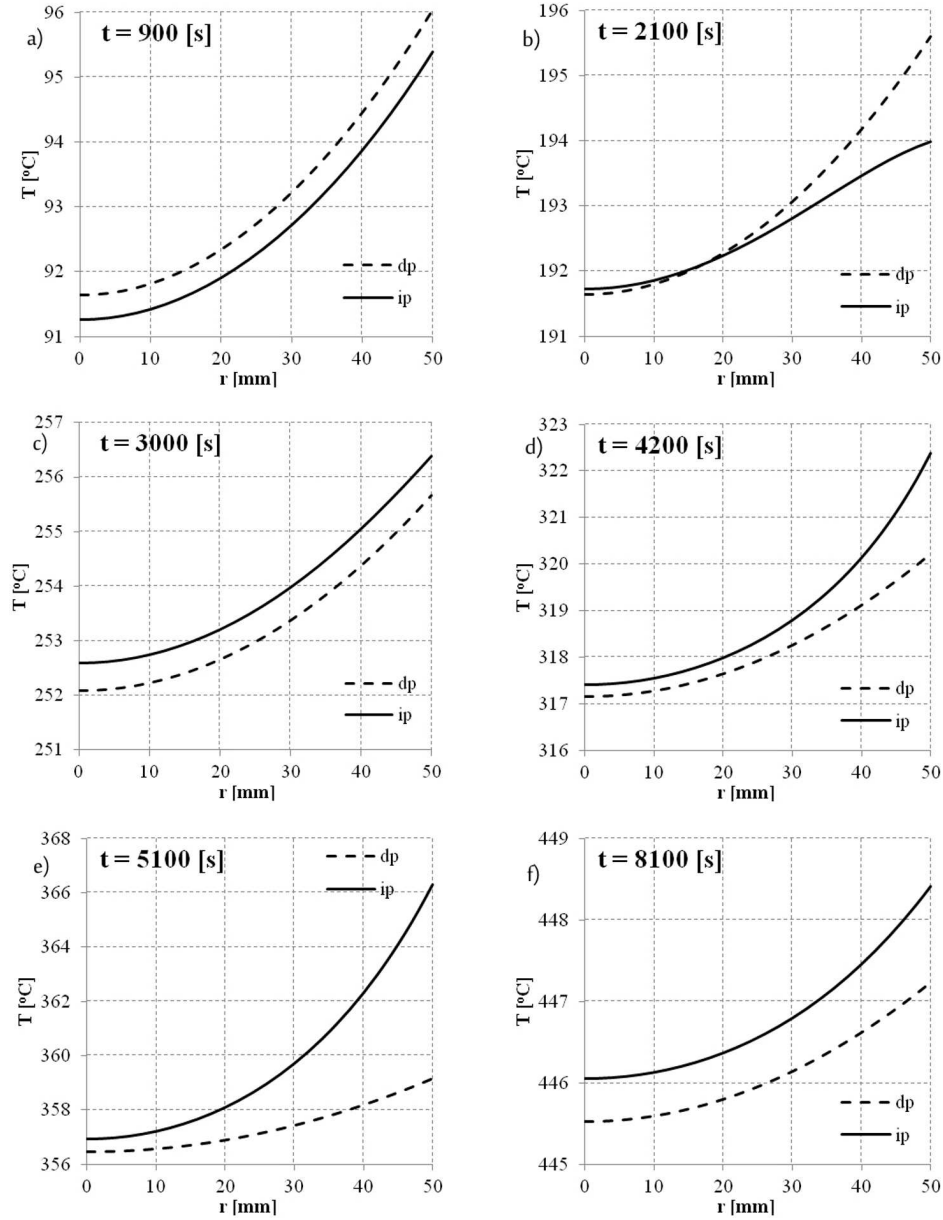 a)
t = 900 [s]
T [ºC]
96
95
94
93
92
91
0 10 20 30 40 50
r [mm]
dp
ip
b)
t = 2100 [s]
T [ºC]
196
195
194
193
192
191
0 10 20 30 40 50
r [mm]
dp
ip
c)
t = 3000 [s]
T [ºC]
257
256
255
254
253
252
251
0 10 20 30 40 50
r [mm]
dp
ip
d)
t = 4200 [s]
T [ºC]
323
322
321
320
319
318
317
316
0 10 20 30 40 50
r [mm]
dp
ip
e)
t = 5100 [s]
T [ºC]
368
366
364
362
360
358
356
0 10 20 30 40 50
r [mm]
dp
ip
f)
t = 8100 [s]
T [ºC]
449
448
447
446
445
0 10 20 30 40 50
r [mm]
dp
ip